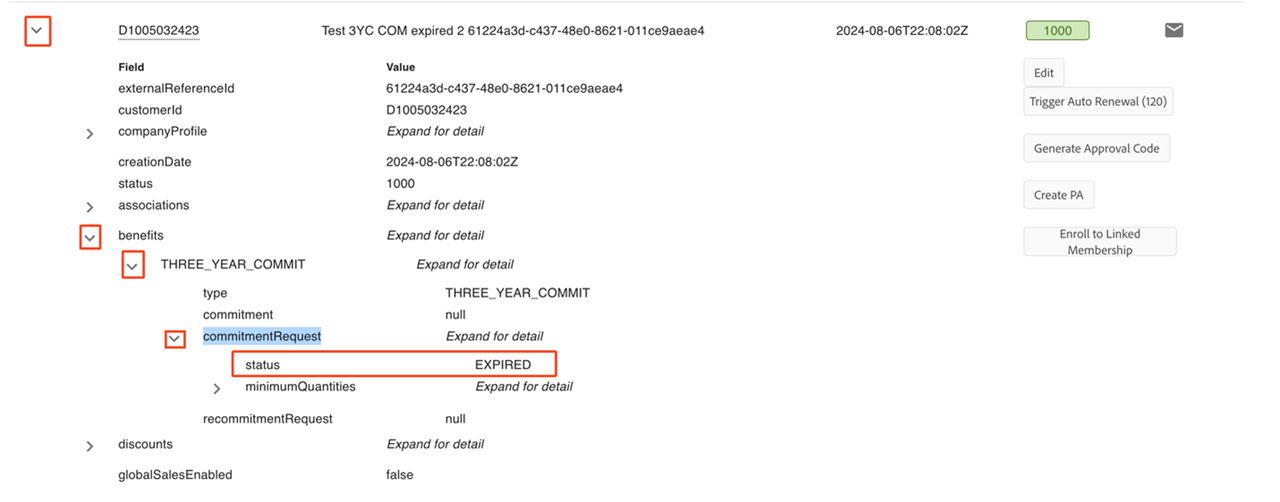 D1005032423 Test 3YC COM expired 2 61224a3d-c437-48e0-8621-011ce9aeae4 2024-08-06T22:08:02Z 1000
Field Value
externalReferenceId 61224a3d-c437-48e0-8621-011ce9aeae4
customerId D1005032423
companyProfile Expand for detail
creationDate 2024-08-06T22:08:02Z
status 1000
associations Expand for detail
benefits Expand for detail
THREE_YEAR_COMMIT Expand for detail
type THREE_YEAR_COMMIT
commitment null
commitmentRequest Expand for detail
status EXPIRED
minimumQuantities Expand for detail
recommitmentRequest null
discounts Expand for detail
globalSalesEnabled false
Edit
Trigger Auto Renewal (120)
Generate Approval Code
Create PA
Enroll to Linked
Membership